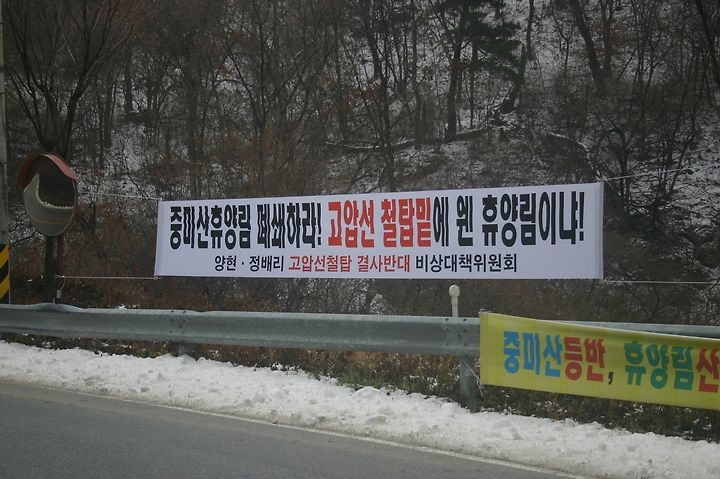 중미산휴양림 폐쇄하라! 고압선 철탑밑에 웬 휴양림이냐!
양현·정배리 고압선철탑 결사반대 비상대책위원회
중미산등반, 휴양림산